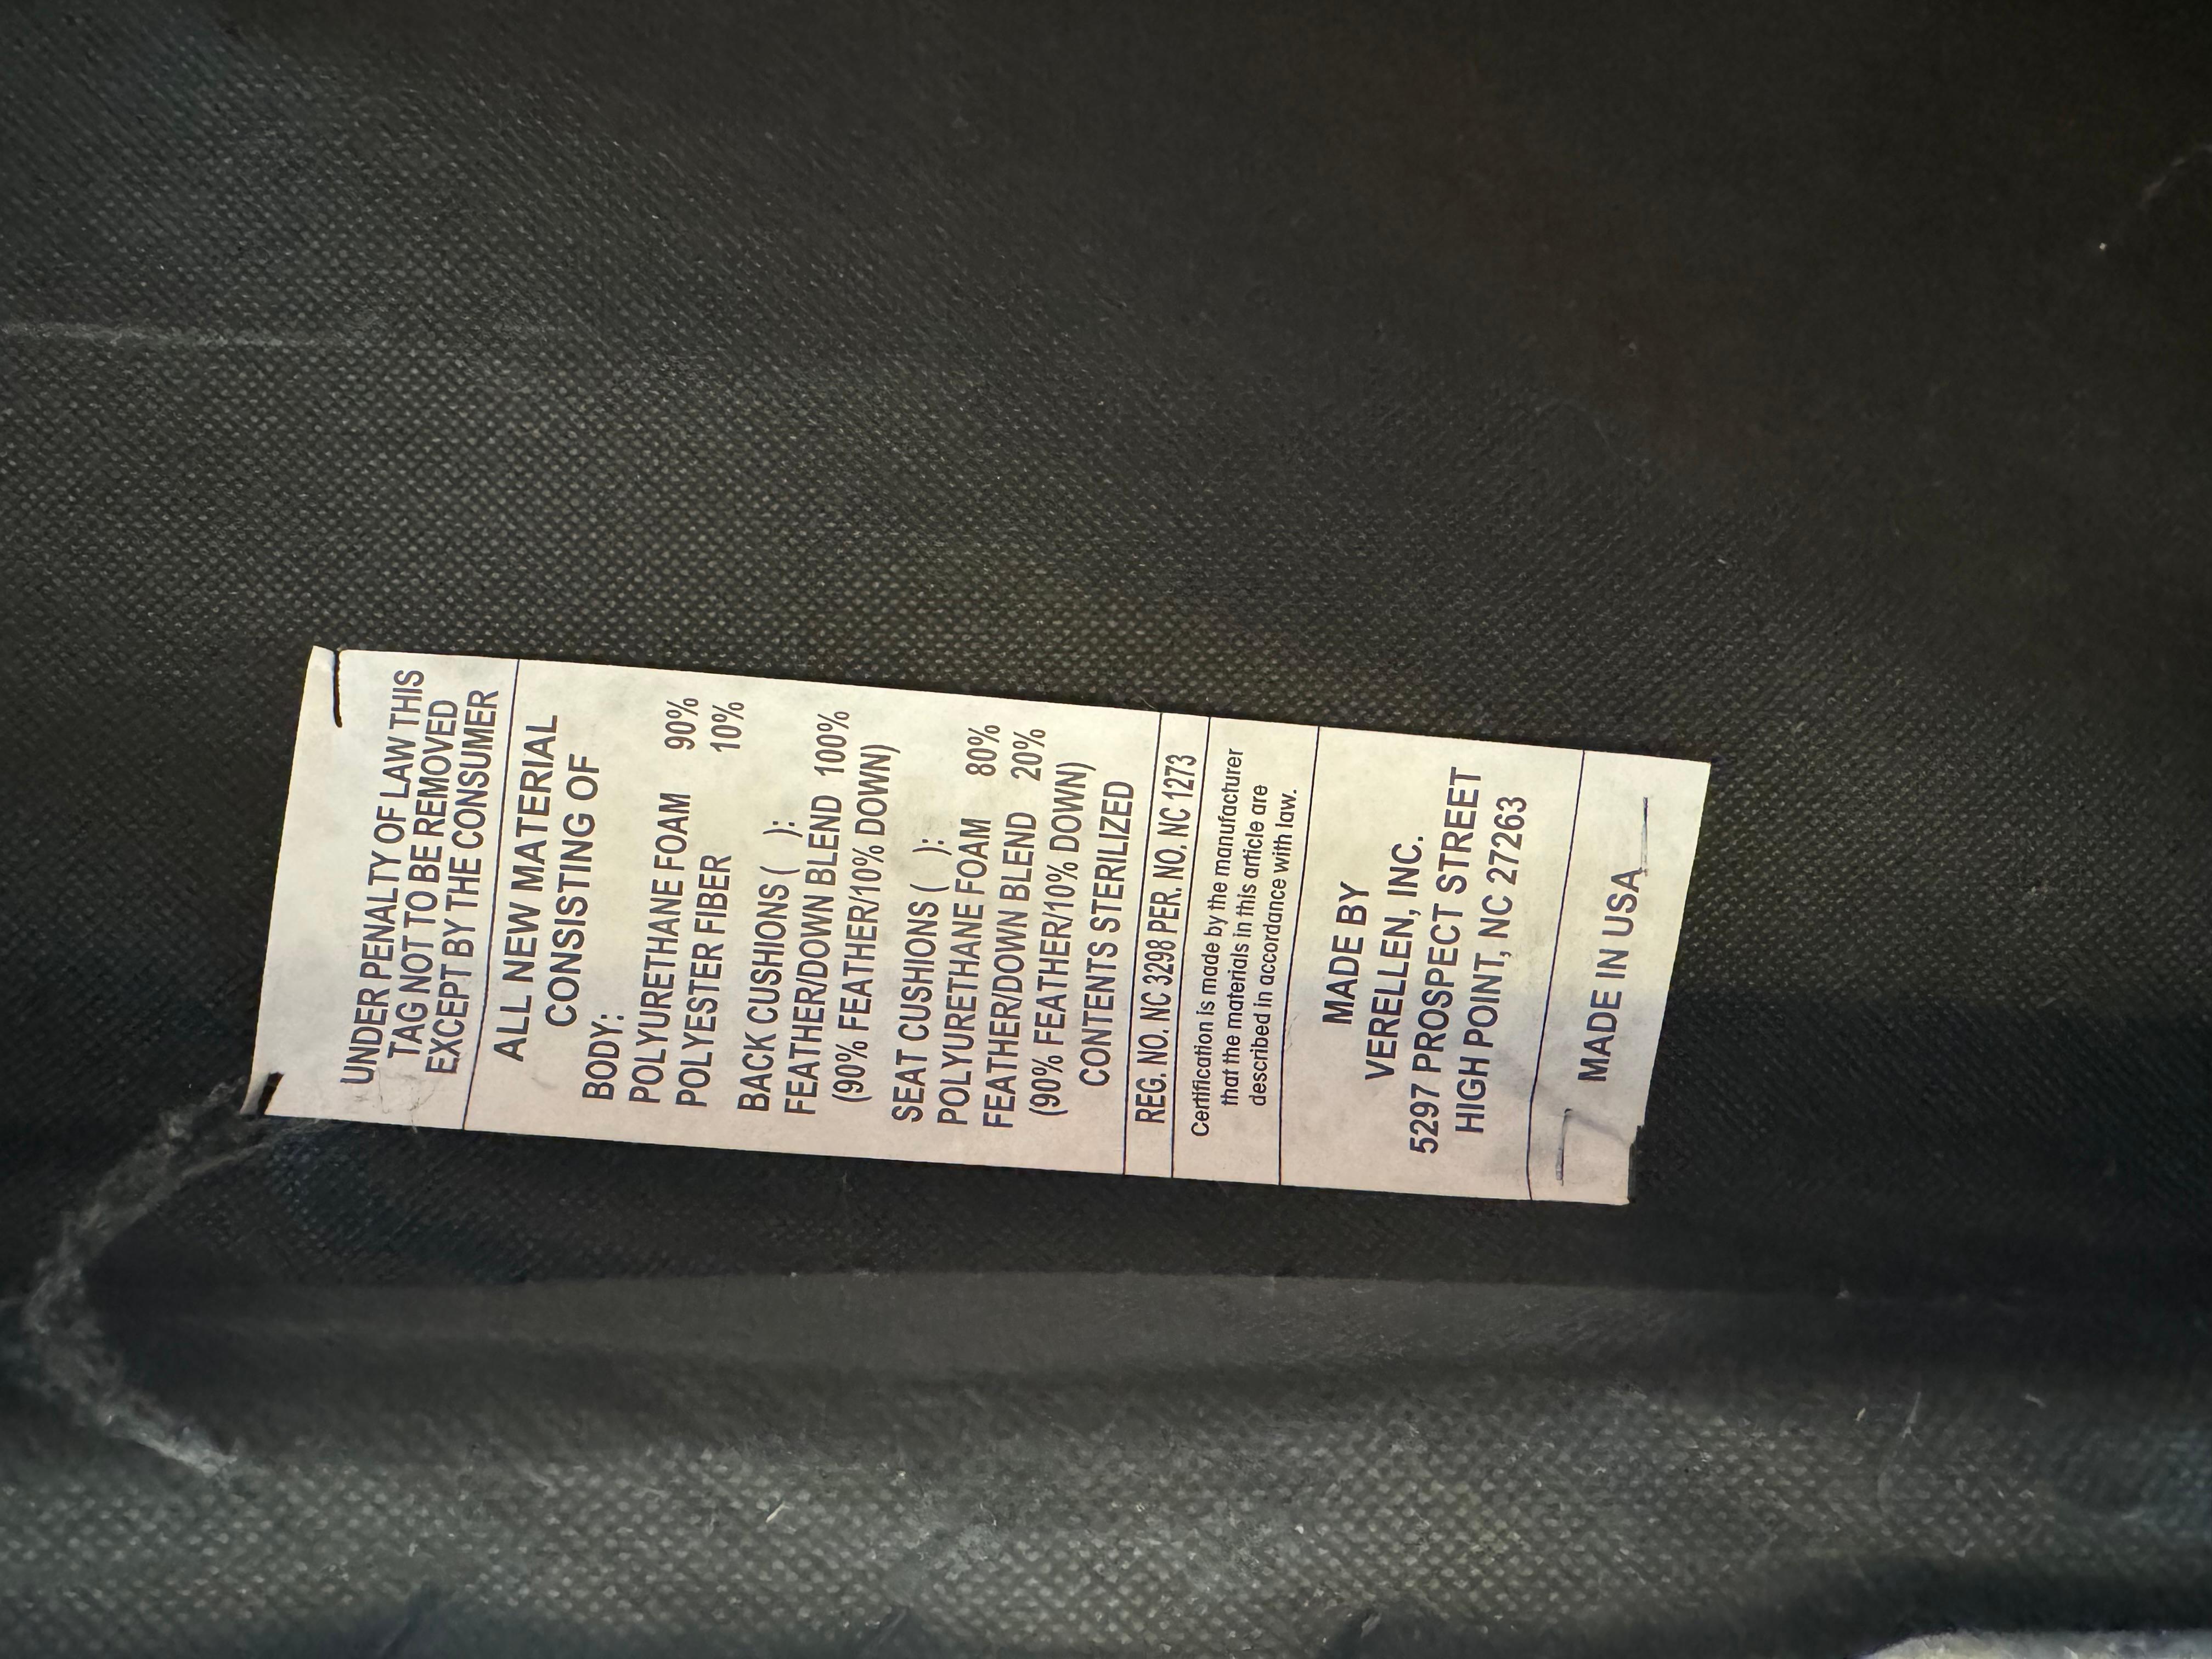 UNDER PENALTY OF LAW THIS
TAG NOT TO BE REMOVED
EXCEPT BY THE CONSUMER
ALL NEW MATERIAL
CONSISTING OF
BODY:
POLYURETHANE FOAM 90%
POLYESTER FIBER 10%
BACK CUSHIONS ( ):
FEATHER/DOWN BLEND 100%
(90% FEATHER/10% DOWN)
SEAT CUSHIONS ( ):
POLYURETHANE FOAM 80%
FEATHER/DOWN BLEND 20%
(90% FEATHER/10% DOWN)
CONTENTS STERILIZED
REG. NO. NC 3298 PER. NO. NC 1273
Certification is made by the manufacturer
that the materials in this article are
described in accordance with law.
MADE BY
VERELLEN, INC.
5297 PROSPECT STREET
HIGH POINT, NC 27263
MADE IN USA